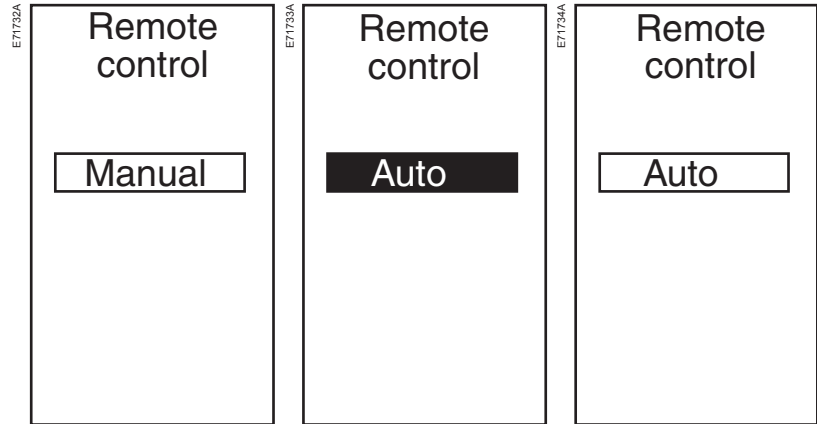 E71732A
Remote
control
Manual
E71733A
Remote
control
Auto
E71734A
Remote
control
Auto